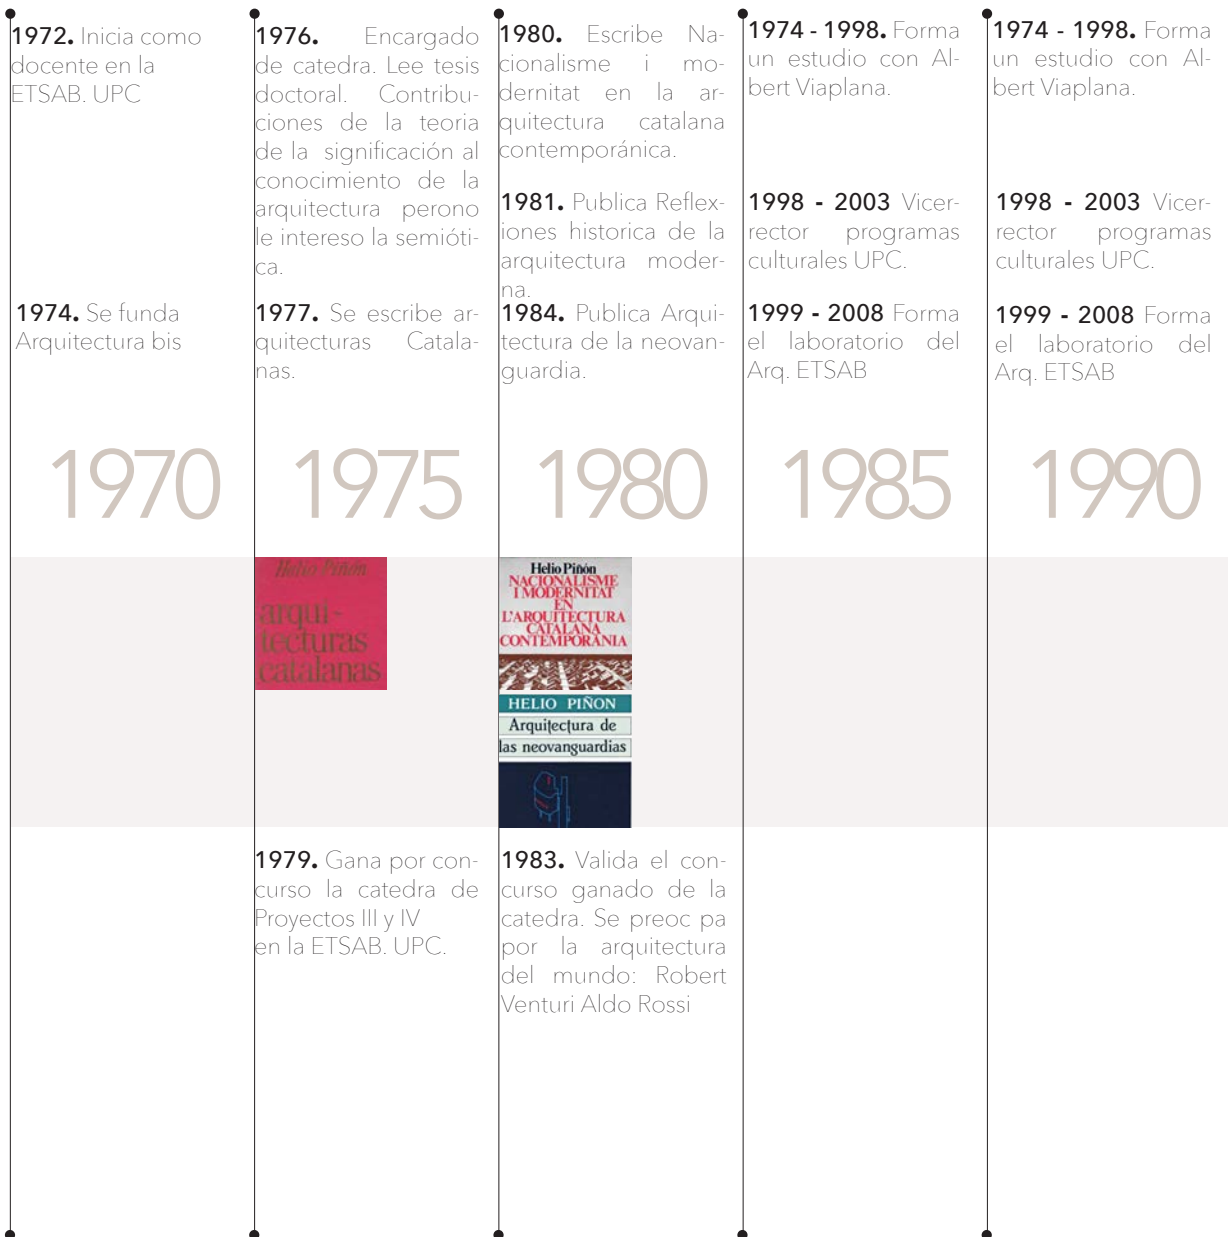 1972. Inicia como
docente en la
ETSAB. UPC
1974. Se funda
Arquitectura bis
1976. Encargado
de catedra. Lee tesis
doctoral. Contribu-
ciones de la teoria
de la significación al
conocimiento de la
arquitectura perono
le intereso la semióti-
ca.
1977. Se escribe ar-
quitecturas Catala-
nas.
1980. Escribe Na-
cionalisme i mo-
dernitat en la ar-
quitectura catalana
contemporánica.
1981. Publica Reflex-
iones historica de la
arquitectura moder-
na.
1984. Publica Arqui-
tectura de la neovan-
guardia.
1974 - 1998. Forma
un estudio con Al-
bert Viaplana.
1998 - 2003 Vicer-
rector programas
culturales UPC.
1999 - 2008 Forma
el laboratorio del
Arq. ETSAB
1974 - 1998. Forma
un estudio con Al-
bert Viaplana.
1998 - 2003 Vicer-
rector programas
culturales UPC.
1999 - 2008 Forma
el laboratorio del
Arq. ETSAB
1970
1975
1980
1985
1990
Helio Piñón
arqui-
tecturas
catalanas
Helio Piñón
NACIONALISME
I MODERNITAT
EN
L'ARQUITECTURA
CATALANA
CONTEMPORÀNIA
HELIO PIÑON
Arquitectura de
las neovanguardias
1979. Gana por con-
curso la catedra de
Proyectos III y IV
en la ETSAB. UPC.
1983. Valida el con-
curso ganado de la
catedra. Se preoc pa
por la arquitectura
del mundo: Robert
Venturi Aldo Rossi